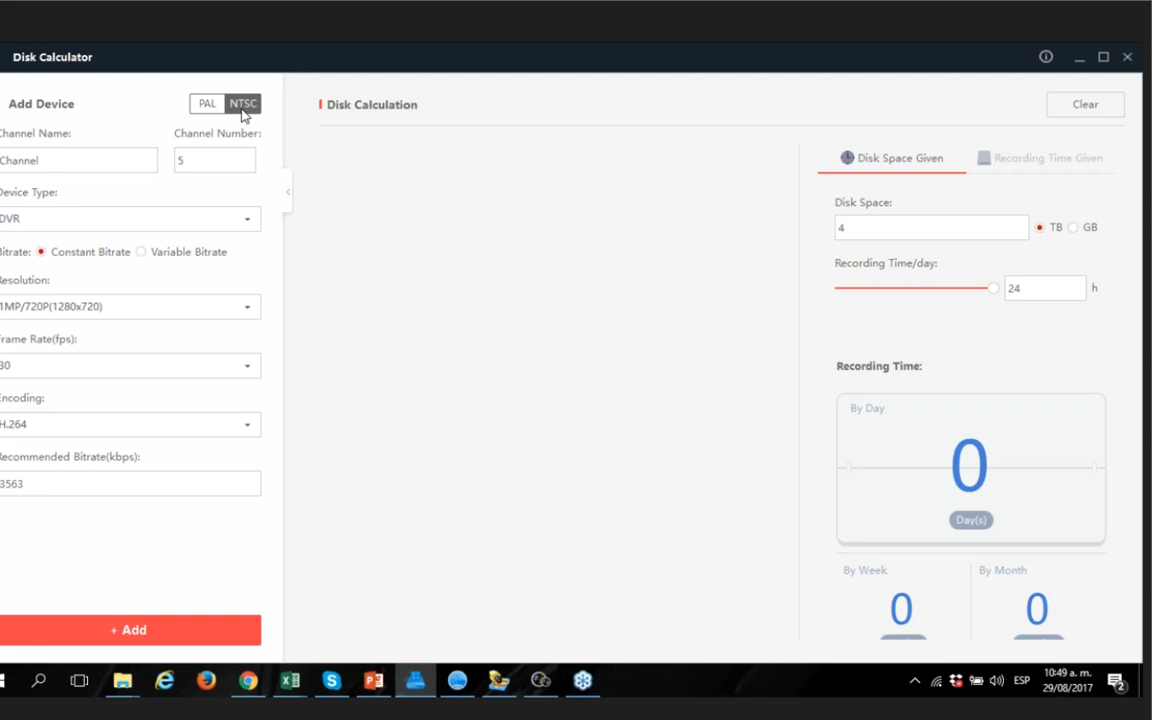 Disk Calculator
Add Device
PAL
NTSC
Channel Name:
Channel Number:
Channel
5
Device Type:
DVR
Bitrate:
Constant Bitrate
Variable Bitrate
Resolution:
1MP/720P(1280x720)
Frame Rate(fps):
30
Encoding:
H.264
Recommended Bitrate(kbps):
3563
+ Add
Disk Calculation
Clear
Disk Space Given
Recording Time Given
Disk Space:
4
TB
GB
Recording Time/day:
24
h
Recording Time:
By Day
0
Day(s)
By Week
By Month
0
0
ESP
10:49 a. m.
29/08/2017
2